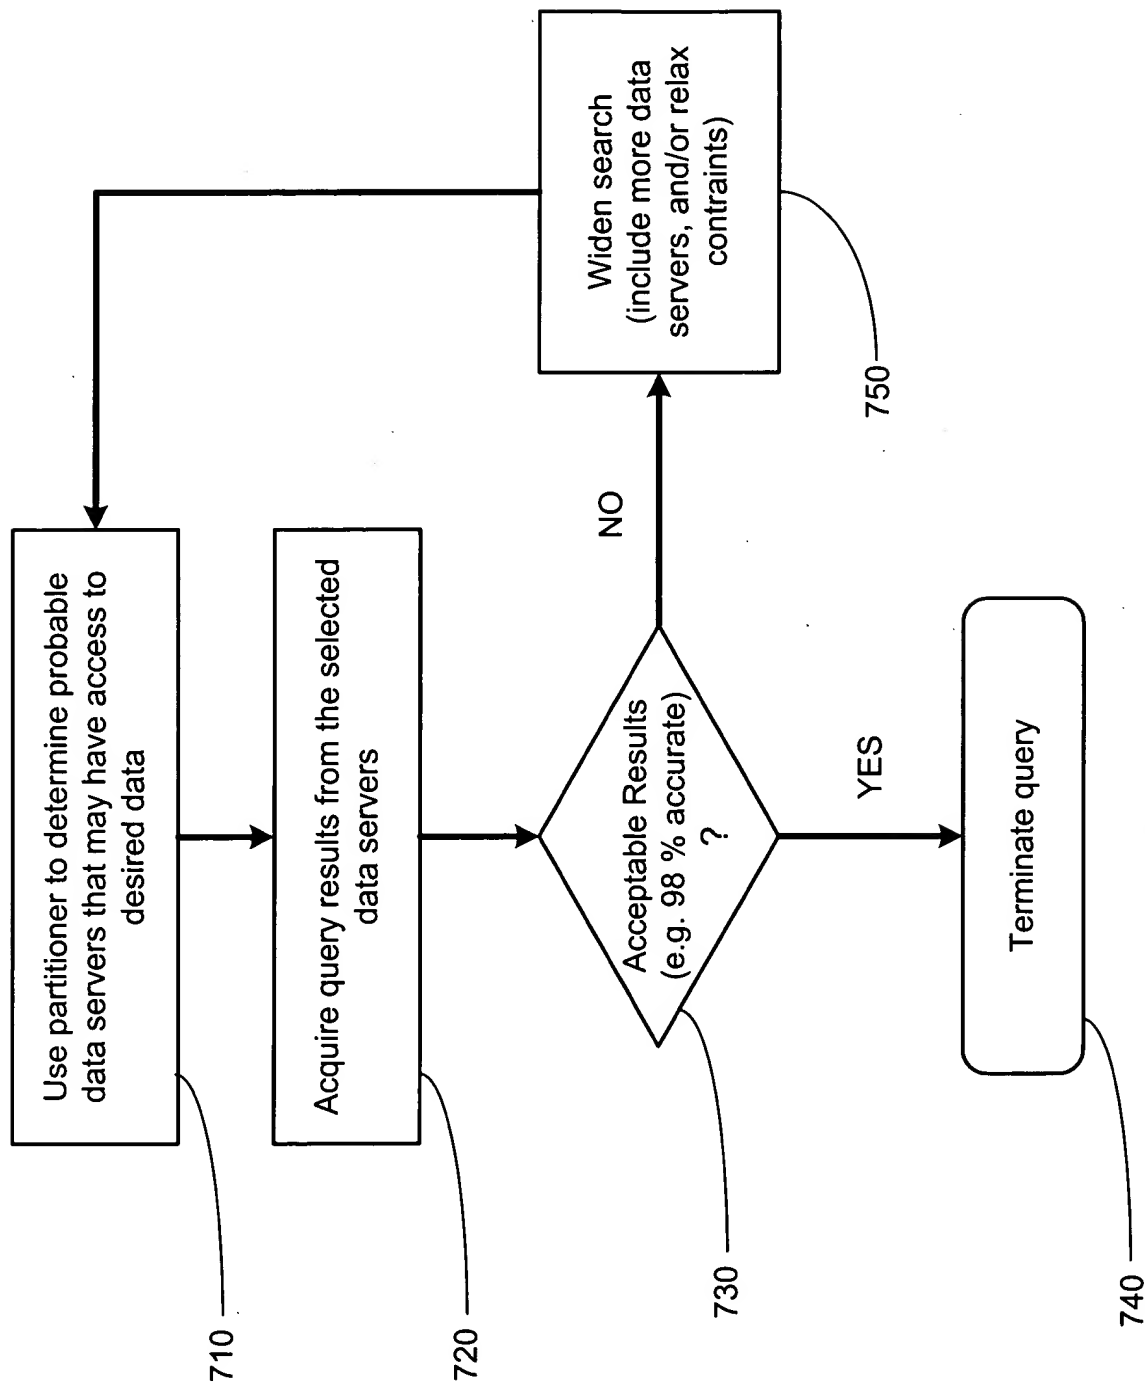 Use partitioner to determine probable
data servers that may have access to
desired data
710
Acquire query results from the selected
data servers
720
Acceptable Results
(e.g. 98 % accurate)
?
730
NO
Widen search
(include more data
servers, and/or relax
contraints)
750
YES
Terminate query
740